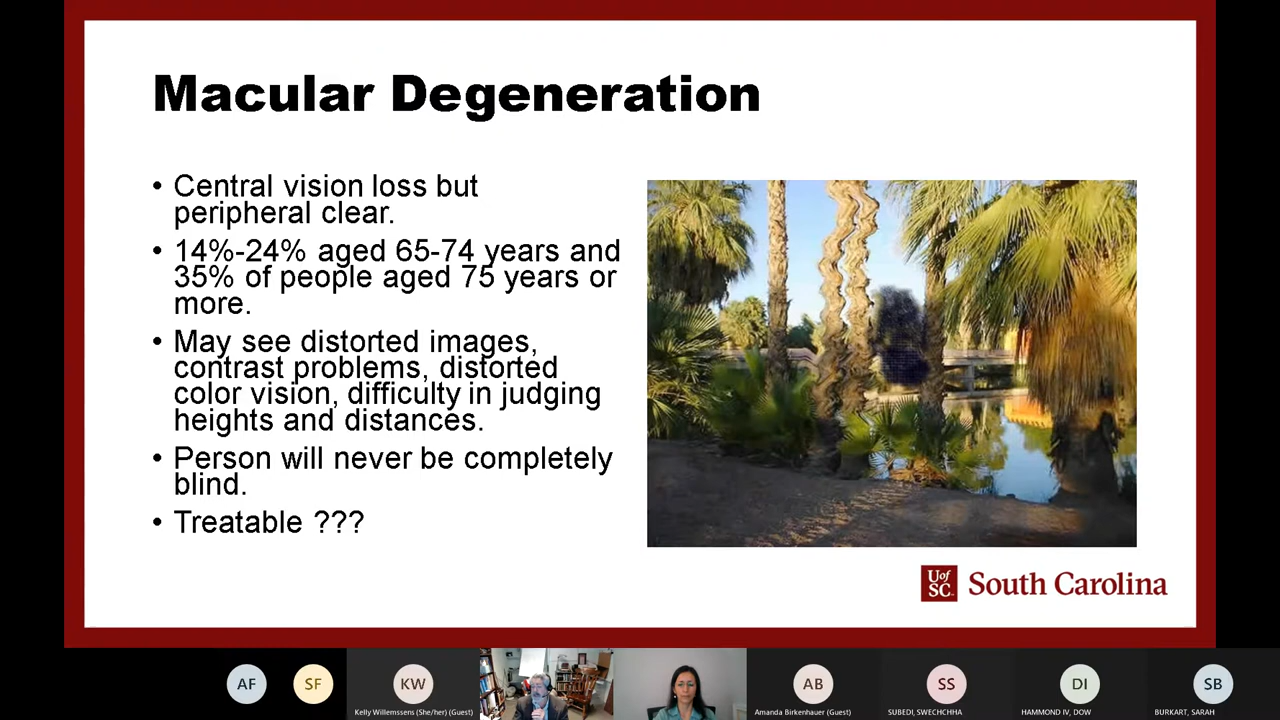 Macular Degeneration
• Central vision loss but
peripheral clear.
• 14%-24% aged 65-74 years and
35% of people aged 75 years or
more.
• May see distorted images,
contrast problems, distorted
color vision, difficulty in judging
heights and distances.
• Person will never be completely
blind.
• Treatable ???
UofSC South Carolina
AF
SF
KW
AB
SS
DI
SB
Kelly Willemssens (She/her) (Guest)
Amanda Birkenhauer (Guest)
SUBEDI, SWECHCHHA
HAMMOND IV, DOW
BURKART, SARAH